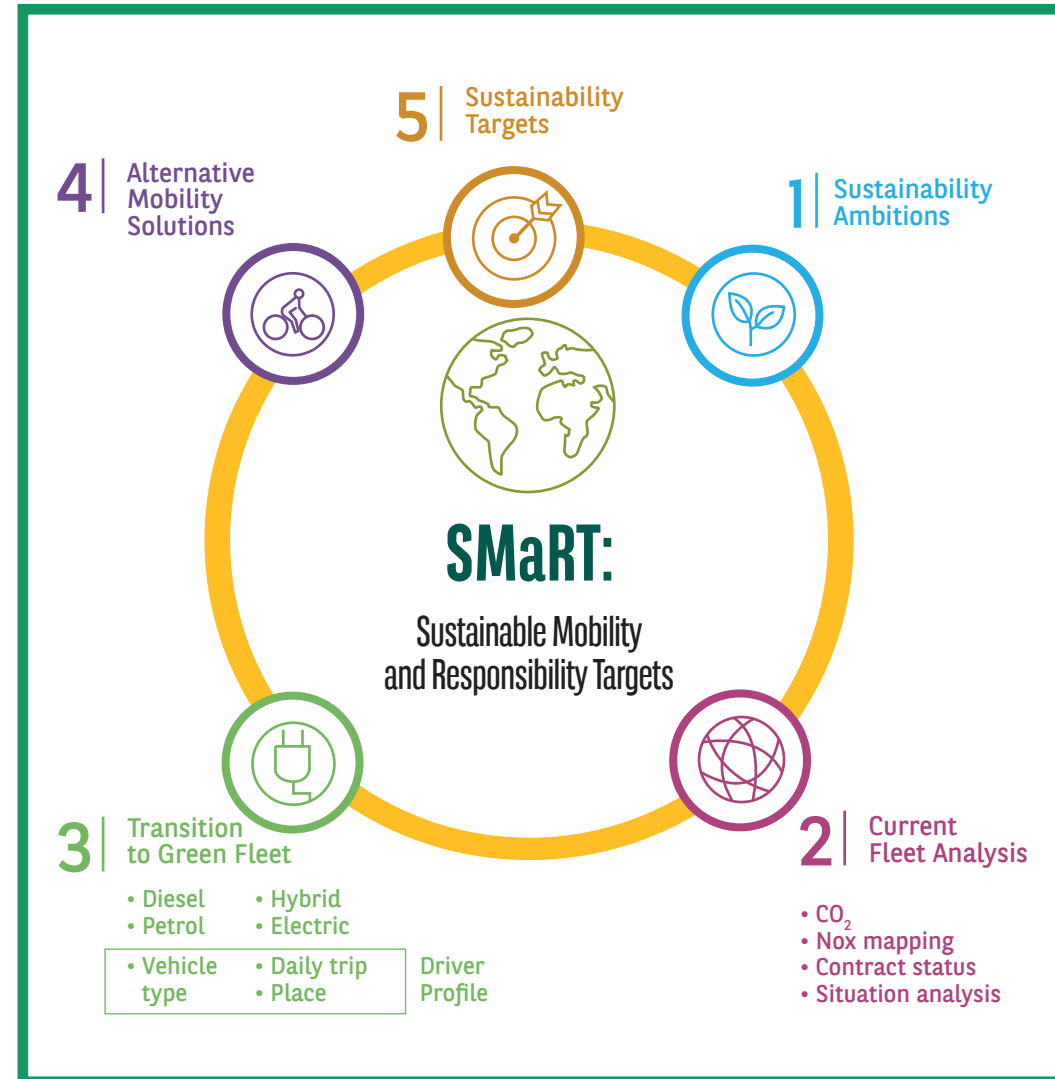 5
Sustainability
Targets
4
Alternative
Mobility
Solutions
1
Sustainability
Ambitions
SMaRT:
Sustainable Mobility
and Responsibility Targets
3
Transition
to Green Fleet
• Diesel
• Petrol
• Hybrid
• Electric
• Vehicle
type
• Daily trip
• Place
Driver
Profile
2
Current
Fleet Analysis
• CO₂
• Nox mapping
• Contract status
• Situation analysis